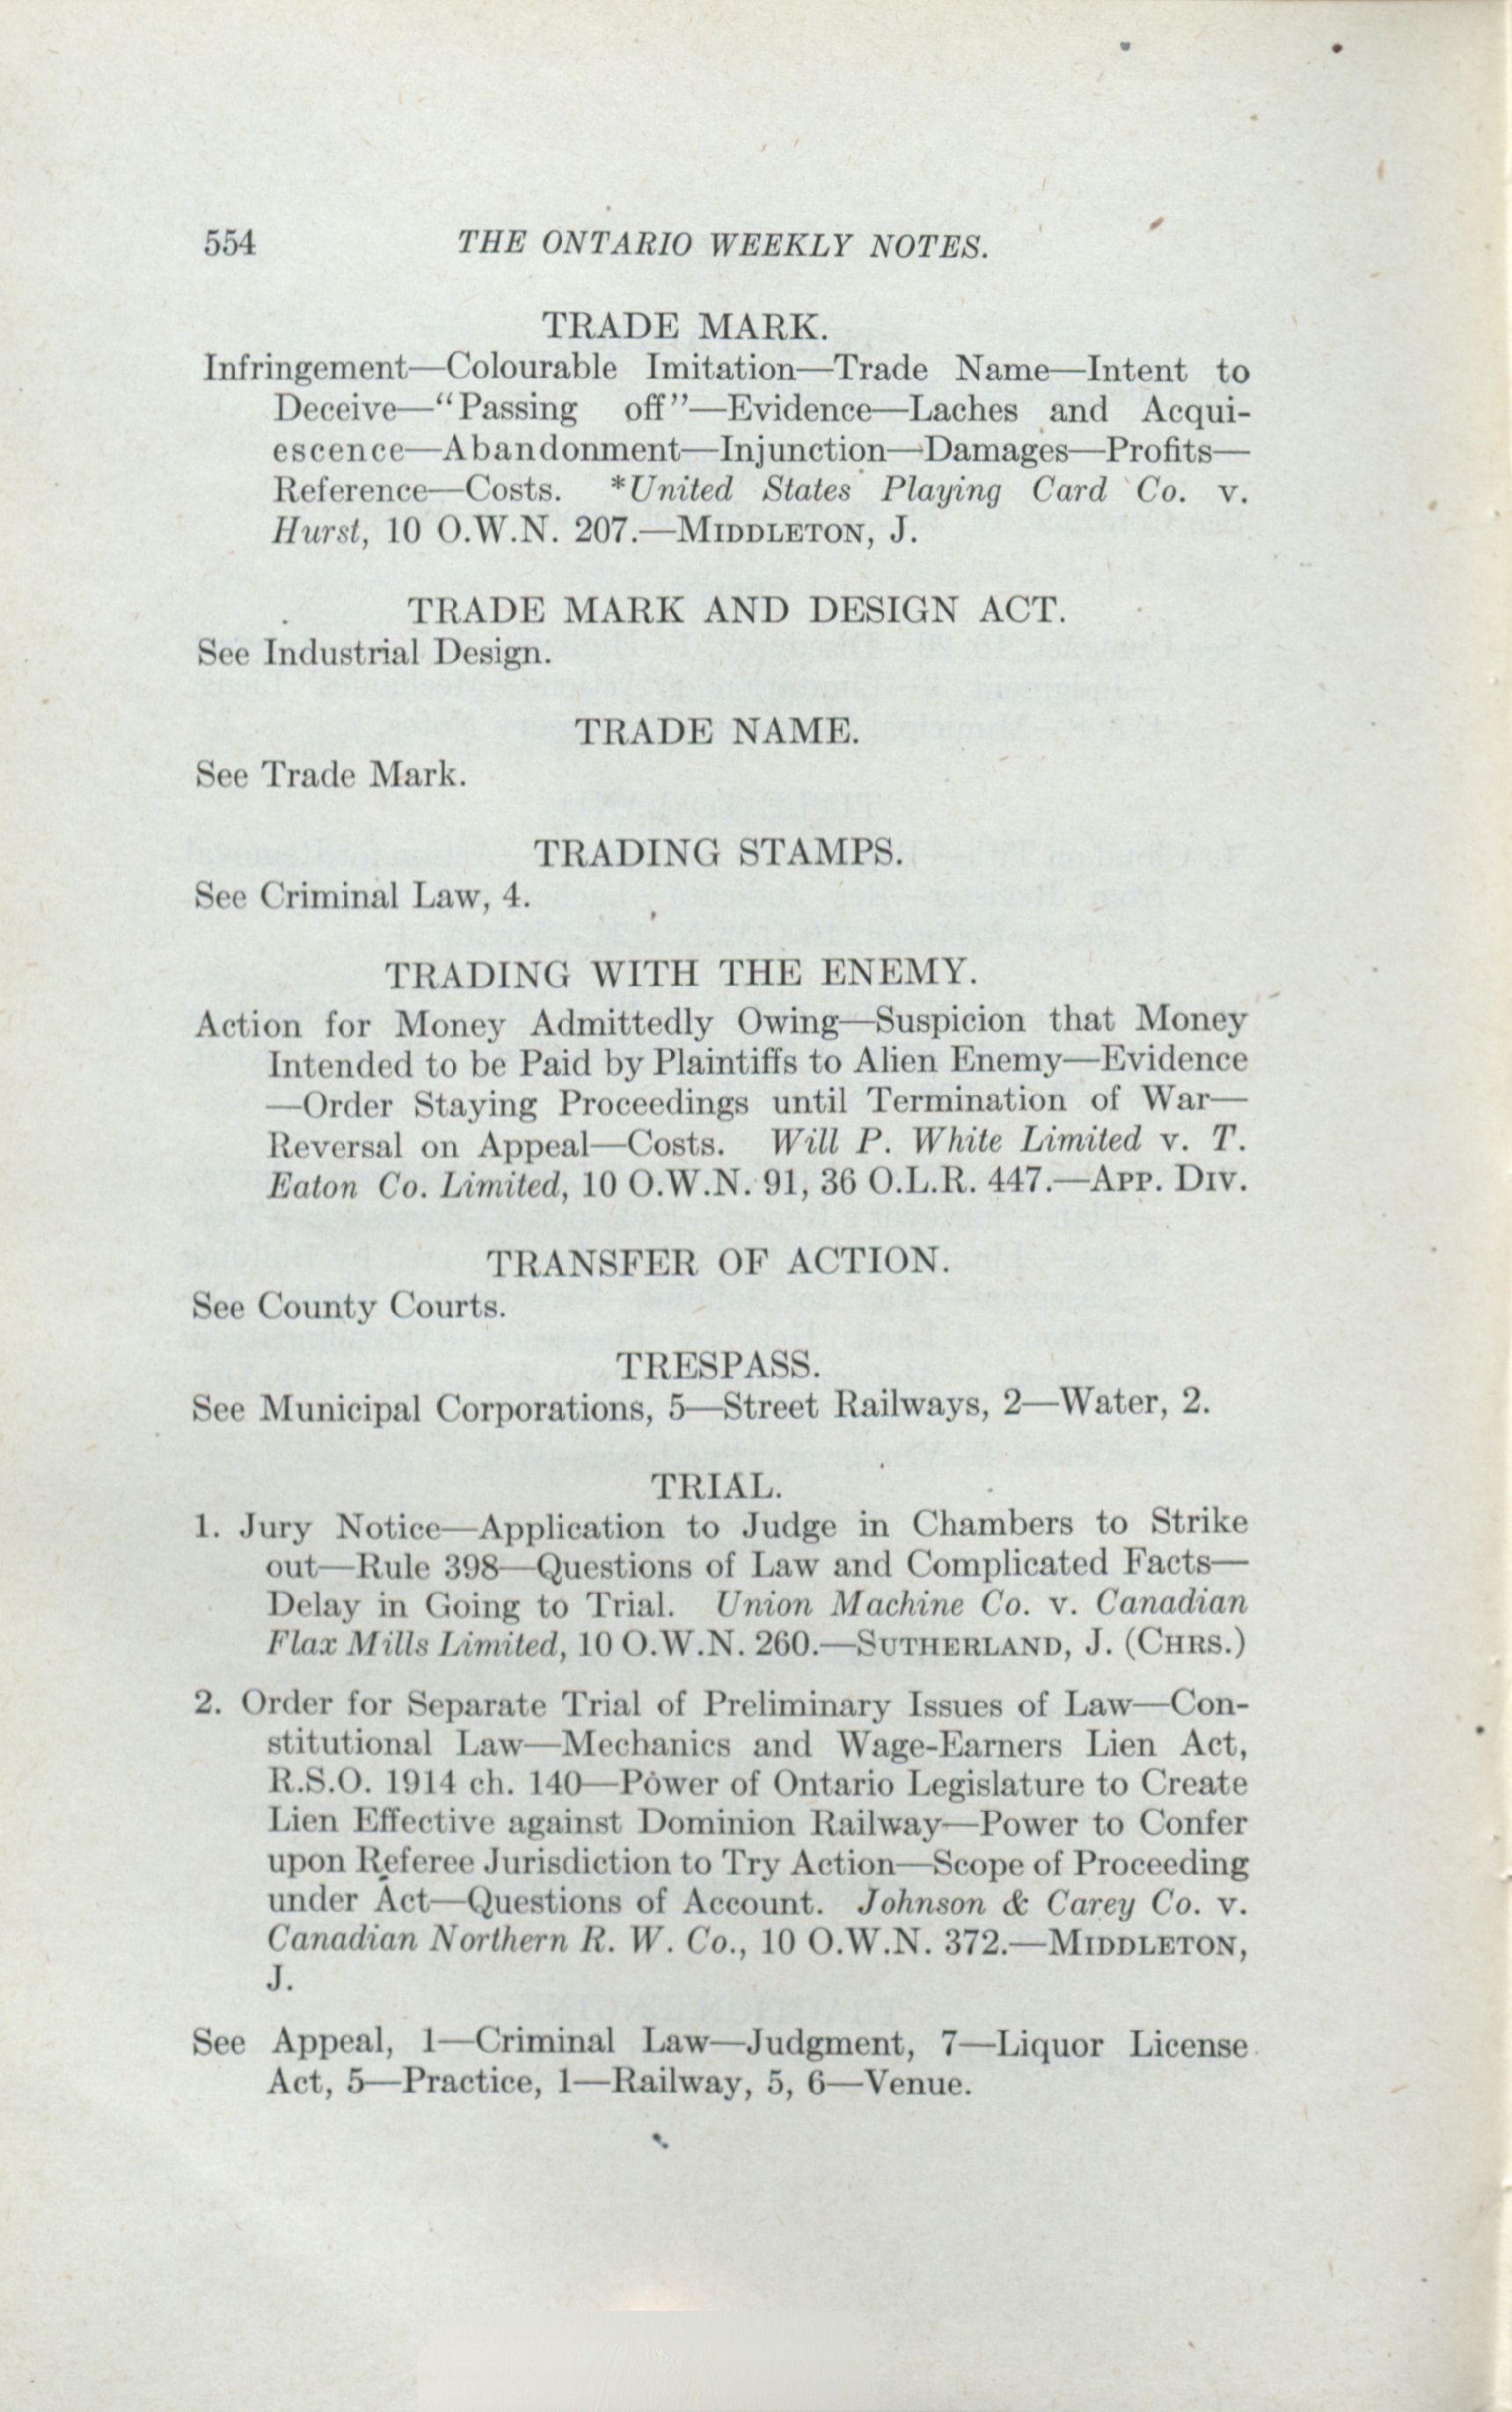 554 THE ONTARIO WEEKLY NOTES.
TRADE MARK.
Infringement—Colourable Imitation—Trade Name—Intent to
Deceive—“Passing off”—Evidence—Laches and Acqui-
escence—Abandonment—Injunction—Damages—Profits—
Reference—Costs. *United States Playing Card Co. v.
Hurst, 10 O.W.N. 207.—MIDDLETON, J.
TRADE MARK AND DESIGN ACT.
See Industrial Design.
TRADE NAME.
See Trade Mark.
TRADING STAMPS.
See Criminal Law, 4.
TRADING WITH THE ENEMY.
Action for Money Admittedly Owing—Suspicion that Money
Intended to be Paid by Plaintiffs to Alien Enemy—Evidence
—Order Staying Proceedings until Termination of War—
Reversal on Appeal—Costs. Will P. White Limited v. T.
Eaton Co. Limited, 10 O.W.N. 91, 36 O.L.R. 447.—APP. DIV.
TRANSFER OF ACTION.
See County Courts.
TRESPASS.
See Municipal Corporations, 5—Street Railways, 2—Water, 2.
TRIAL.
1. Jury Notice—Application to Judge in Chambers to Strike
out—Rule 398—Questions of Law and Complicated Facts—
Delay in Going to Trial. Union Machine Co. v. Canadian
Flax Mills Limited, 10 O.W.N. 260.—SUTHERLAND, J. (CHRS.)
2. Order for Separate Trial of Preliminary Issues of Law—Con-
stitutional Law—Mechanics and Wage-Earners Lien Act,
R.S.O. 1914 ch. 140—Power of Ontario Legislature to Create
Lien Effective against Dominion Railway—Power to Confer
upon Referee Jurisdiction to Try Action—Scope of Proceeding
under Act—Questions of Account. Johnson & Carey Co. v.
Canadian Northern R. W. Co., 10 O.W.N. 372.—MIDDLETON,
J.
See Appeal, 1—Criminal Law—Judgment, 7—Liquor License
Act, 5—Practice, 1—Railway, 5, 6—Venue.